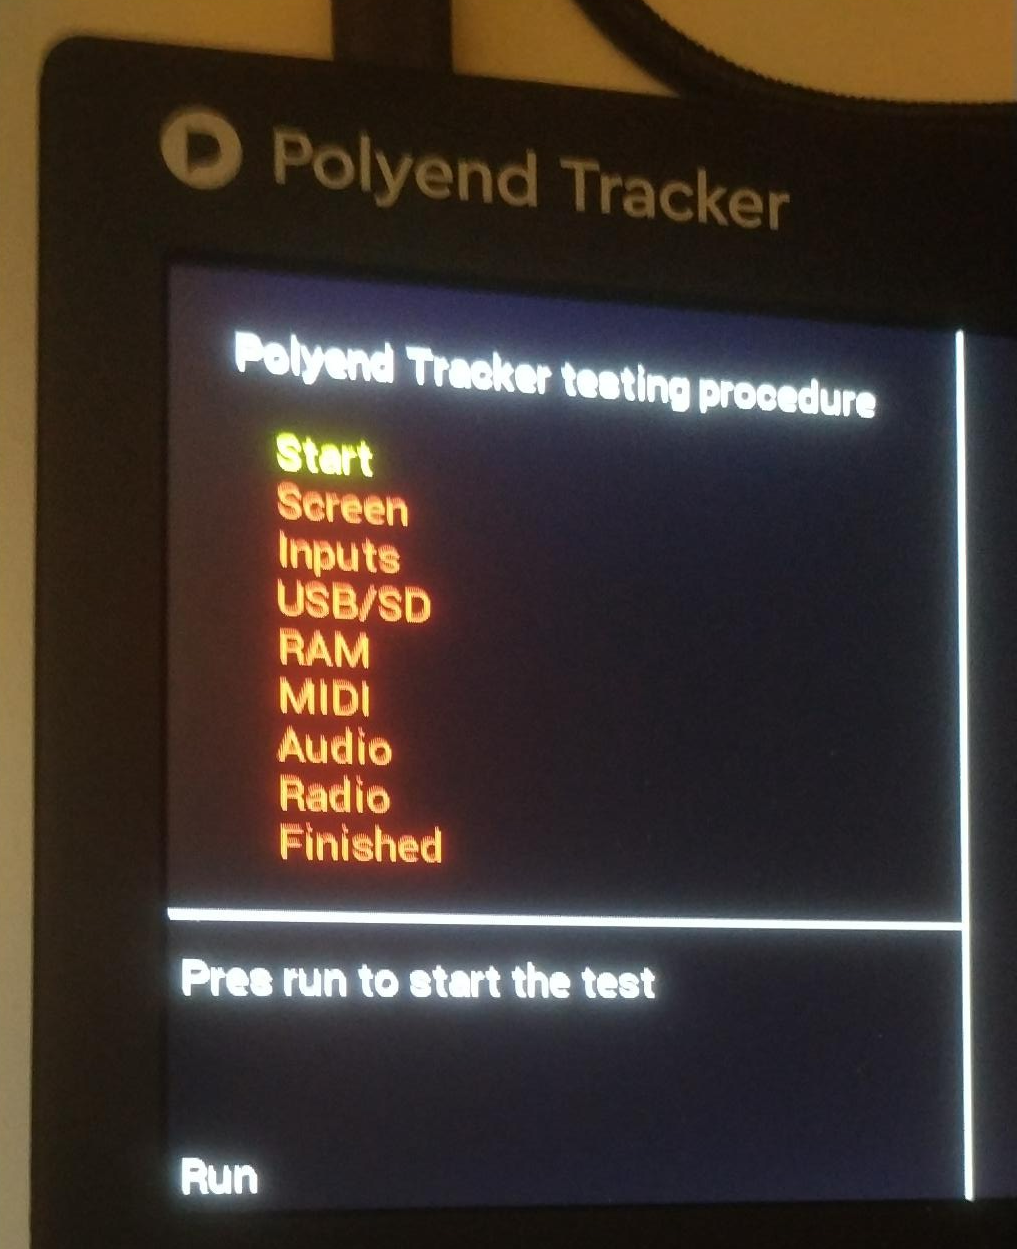 Polyend Tracker
Polyend Tracker testing procedure
Start
Screen
Inputs
USB/SD
RAM
MIDI
Audio
Radio
Finished
Pres run to start the test
Run